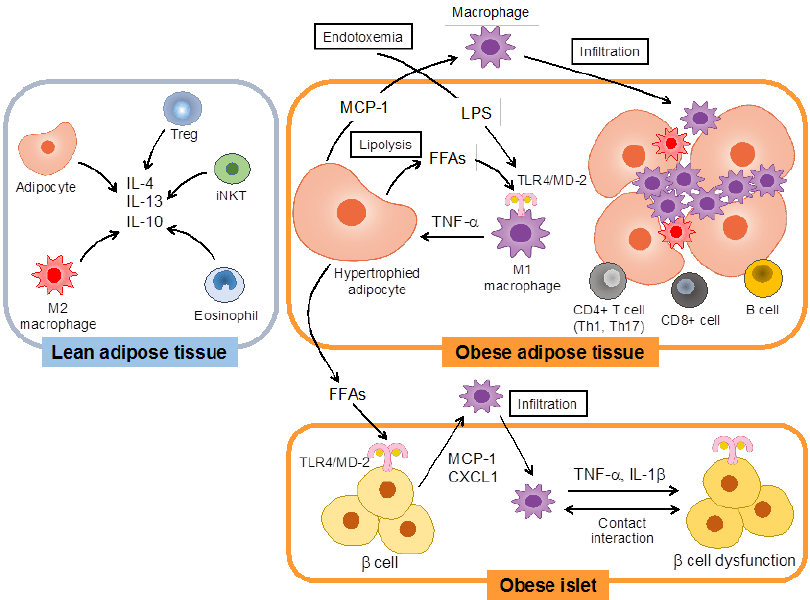 Macrophage
Endotoxemia
Infiltration
MCP-1
LPS
Lipolysis
FFAs
TLR4/MD-2
TNF-α
Hypertrophied
adipocyte
M1
macrophage
CD4+ T cell
(Th1, Th17)
CD8+ cell
B cell
Obese adipose tissue
Treg
Adipocyte
IL-4
IL-13
IL-10
iNKT
M2
macrophage
Eosinophil
Lean adipose tissue
FFAs
Infiltration
TLR4/MD-2
MCP-1
CXCL1
TNF-α, IL-1β
Contact
interaction
β cell
β cell dysfunction
Obese islet